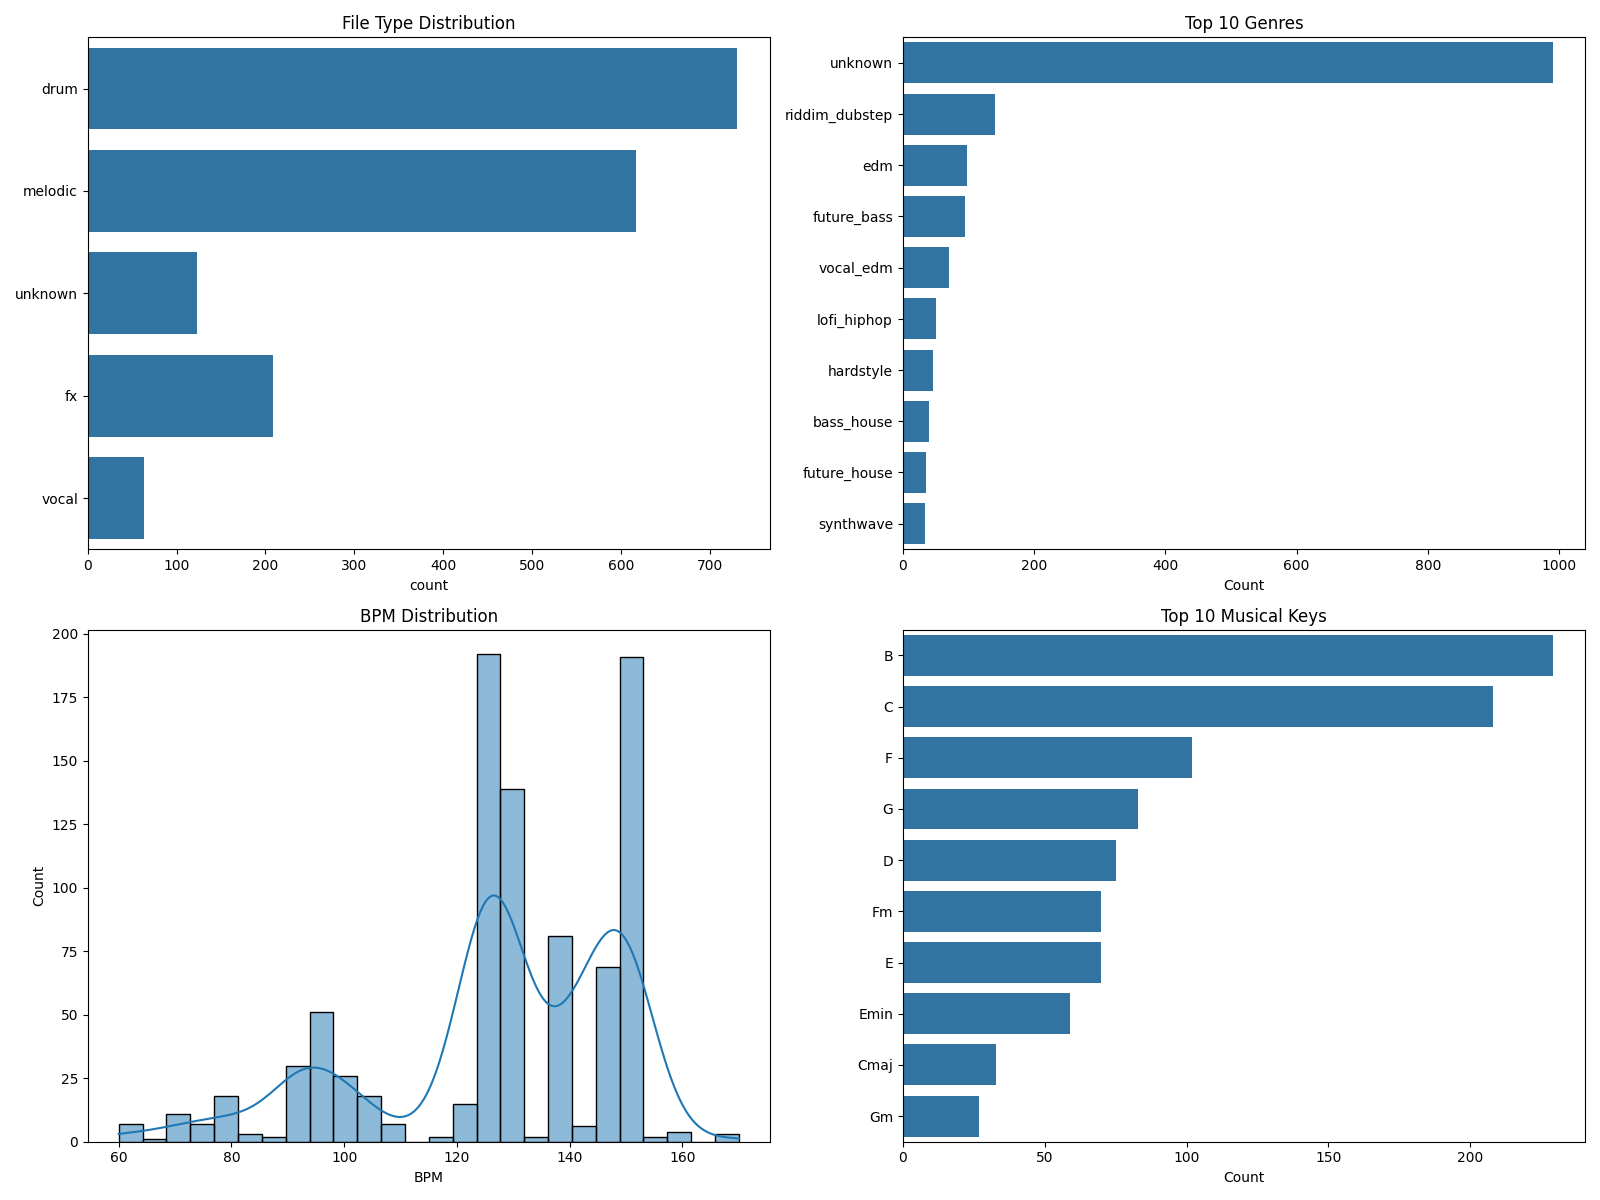 File Type Distribution
drum
melodic
unknown
fx
vocal
0 100 200 300 400 500 600 700
count
Top 10 Genres
unknown
riddim_dubstep
edm
future_bass
vocal_edm
lofi_hiphop
hardstyle
bass_house
future_house
synthwave
0 200 400 600 800 1000
Count
BPM Distribution
200
175
150
125
100
75
50
25
0
Count
60 80 100 120 140 160
BPM
Top 10 Musical Keys
B
C
F
G
D
Fm
E
Emin
Cmaj
Gm
0 50 100 150 200
Count